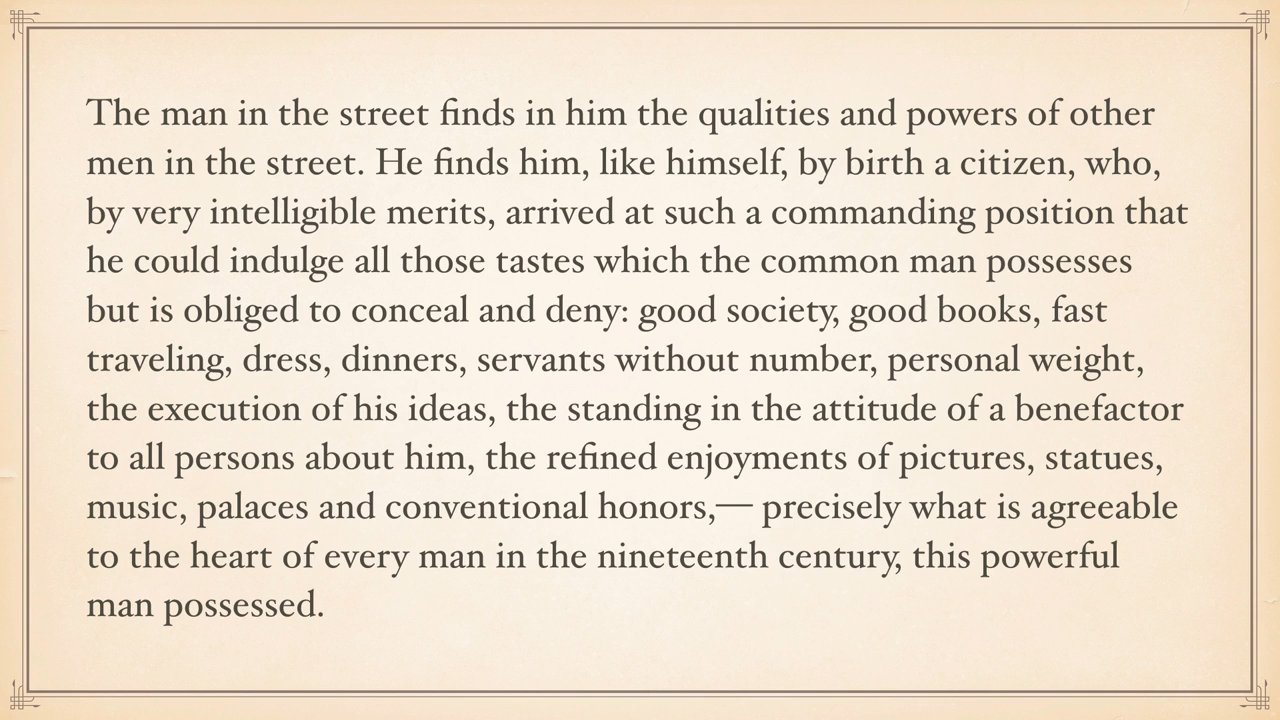 The man in the street finds in him the qualities and powers of other
men in the street. He finds him, like himself, by birth a citizen, who,
by very intelligible merits, arrived at such a commanding position that
he could indulge all those tastes which the common man possesses
but is obliged to conceal and deny: good society, good books, fast
traveling, dress, dinners, servants without number, personal weight,
the execution of his ideas, the standing in the attitude of a benefactor
to all persons about him, the refined enjoyments of pictures, statues,
music, palaces and conventional honors,— precisely what is agreeable
to the heart of every man in the nineteenth century, this powerful
man possessed.